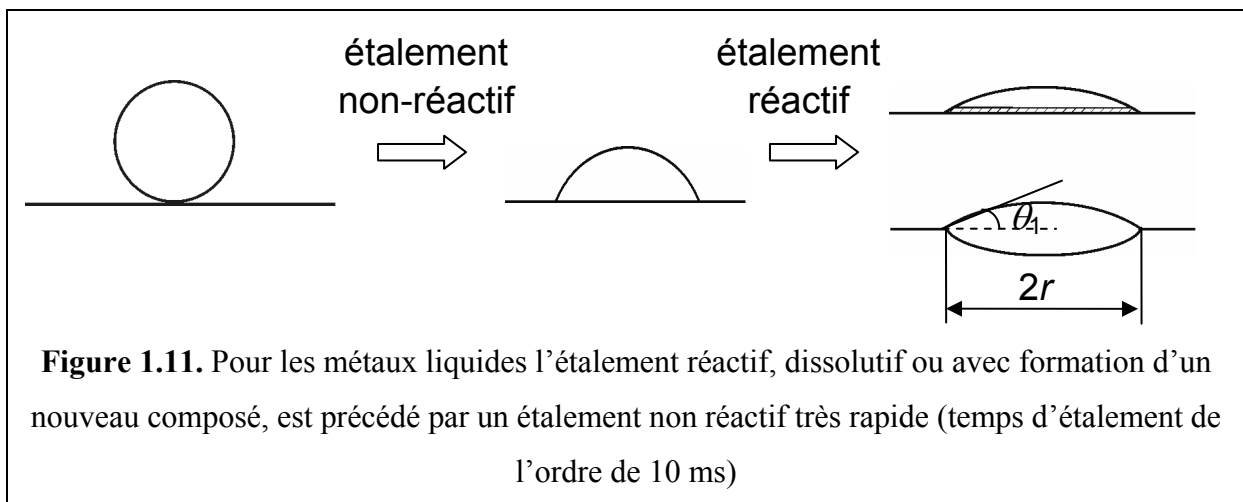 étalement
non-réactif
étalement
réactif
θ1
2r
Figure 1.11. Pour les métaux liquides l’étalement réactif, dissolutif ou avec formation d’un
nouveau composé, est précédé par un étalement non réactif très rapide (temps d’étalement de
l’ordre de 10 ms)